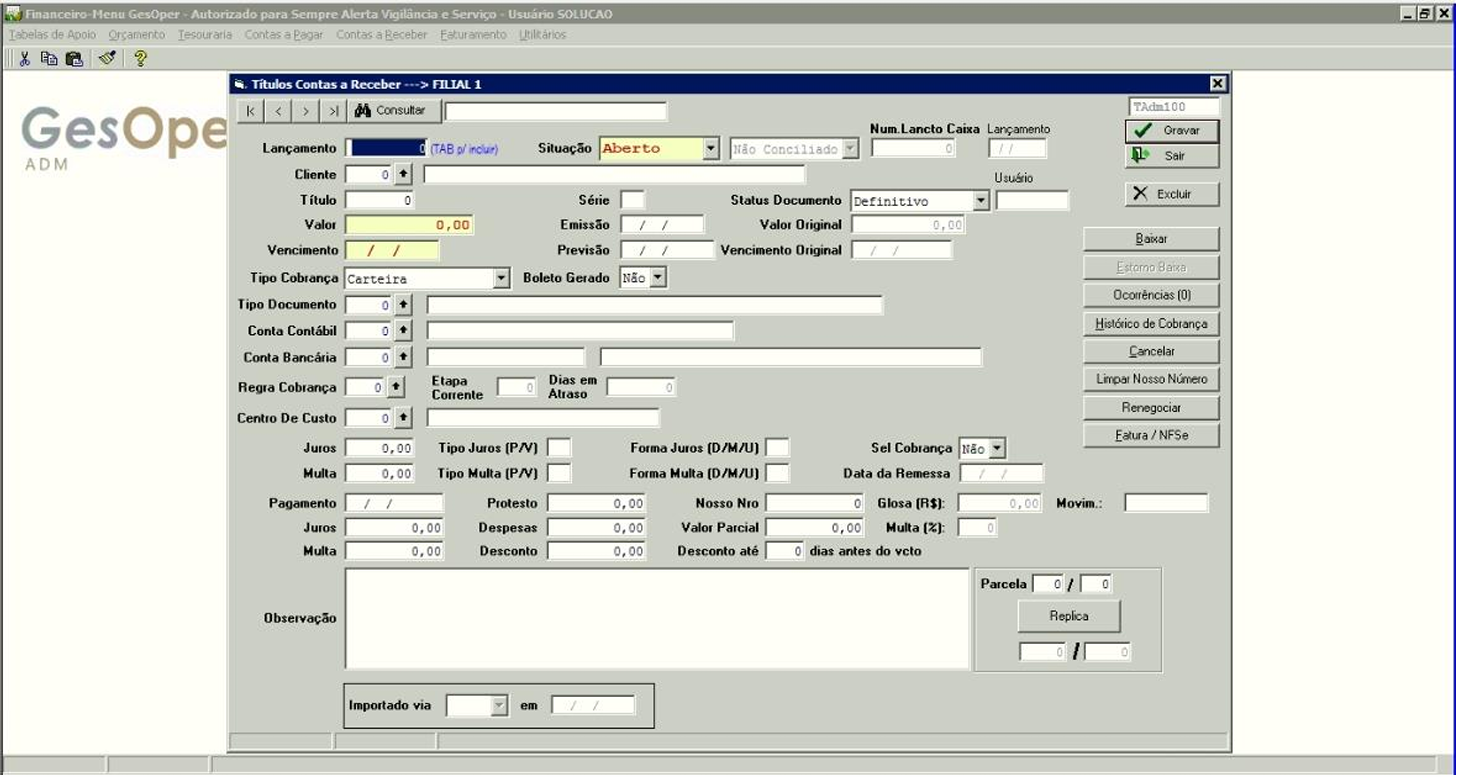 Financeiro-Menu GesOper - Autorizado para Sempre Alerta Vigilância e Serviço - Usuário SOLUCAO
Tabelas de Apoio Orçamento Tesouraria Contas a Pagar Contas a Receber Faturamento Utilitários
GesOpe
ADM
Títulos Contas a Receber ---> FILIAL 1
Consultar
TAdm100
Num.Lancto Caixa Lançamento
Gravar
Lançamento 0 (TAB p/ incluir) Situação Aberto Não Conciliado 0 / /
Sair
Cliente 0
Usuário
Título 0 Série Status Documento Definitivo
Excluir
Valor 0,00 Emissão / / Valor Original 0,00
Baixar
Vencimento / / Previsão / / Vencimento Original / /
Estorno Baixa
Tipo Cobrança Carteira Boleto Gerado Não
Ocorrências (0)
Tipo Documento 0
Histórico de Cobrança
Conta Contábil 0
Cancelar
Conta Bancária 0
Limpar Nosso Número
Regra Cobrança 0 Etapa Corrente 0 Dias em Atraso 0
Renegociar
Centro De Custo 0
Fatura / NFSe
Juros 0,00 Tipo Juros (P/V) Forma Juros (D/M/U) Sel Cobrança Não
Multa 0,00 Tipo Multa (P/V) Forma Multa (D/M/U) Data da Remessa / /
Pagamento / / Protesto 0,00 Nosso Nro 0 Glosa (R$): 0,00 Movim.:
Juros 0,00 Despesas 0,00 Valor Parcial 0,00 Multa (%): 0
Multa 0,00 Desconto 0,00 Desconto até 0 dias antes do vcto
Parcela 0 / 0
Observação
Replica
0 / 0
Importado via em / /